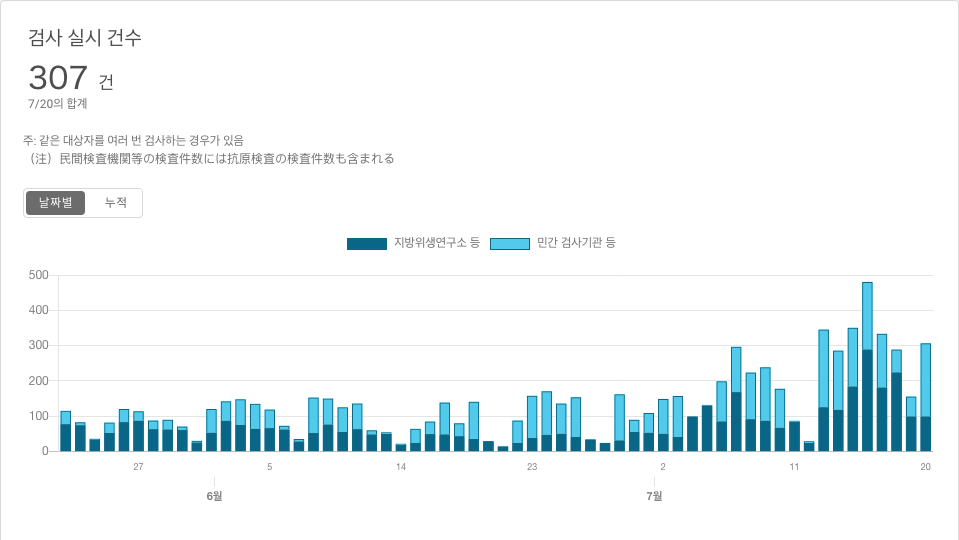 검사 실시 건수
307 건
7/20의 합계
주: 같은 대상자를 여러 번 검사하는 경우가 있음
（注）民間検査機関等の検査件数には抗原検査の検査件数も含まれる
날짜별 누적
지방위생연구소 등 민간 검사기관 등
500
400
300
200
100
0
27 5 14 23 2 11 20
6월 7월